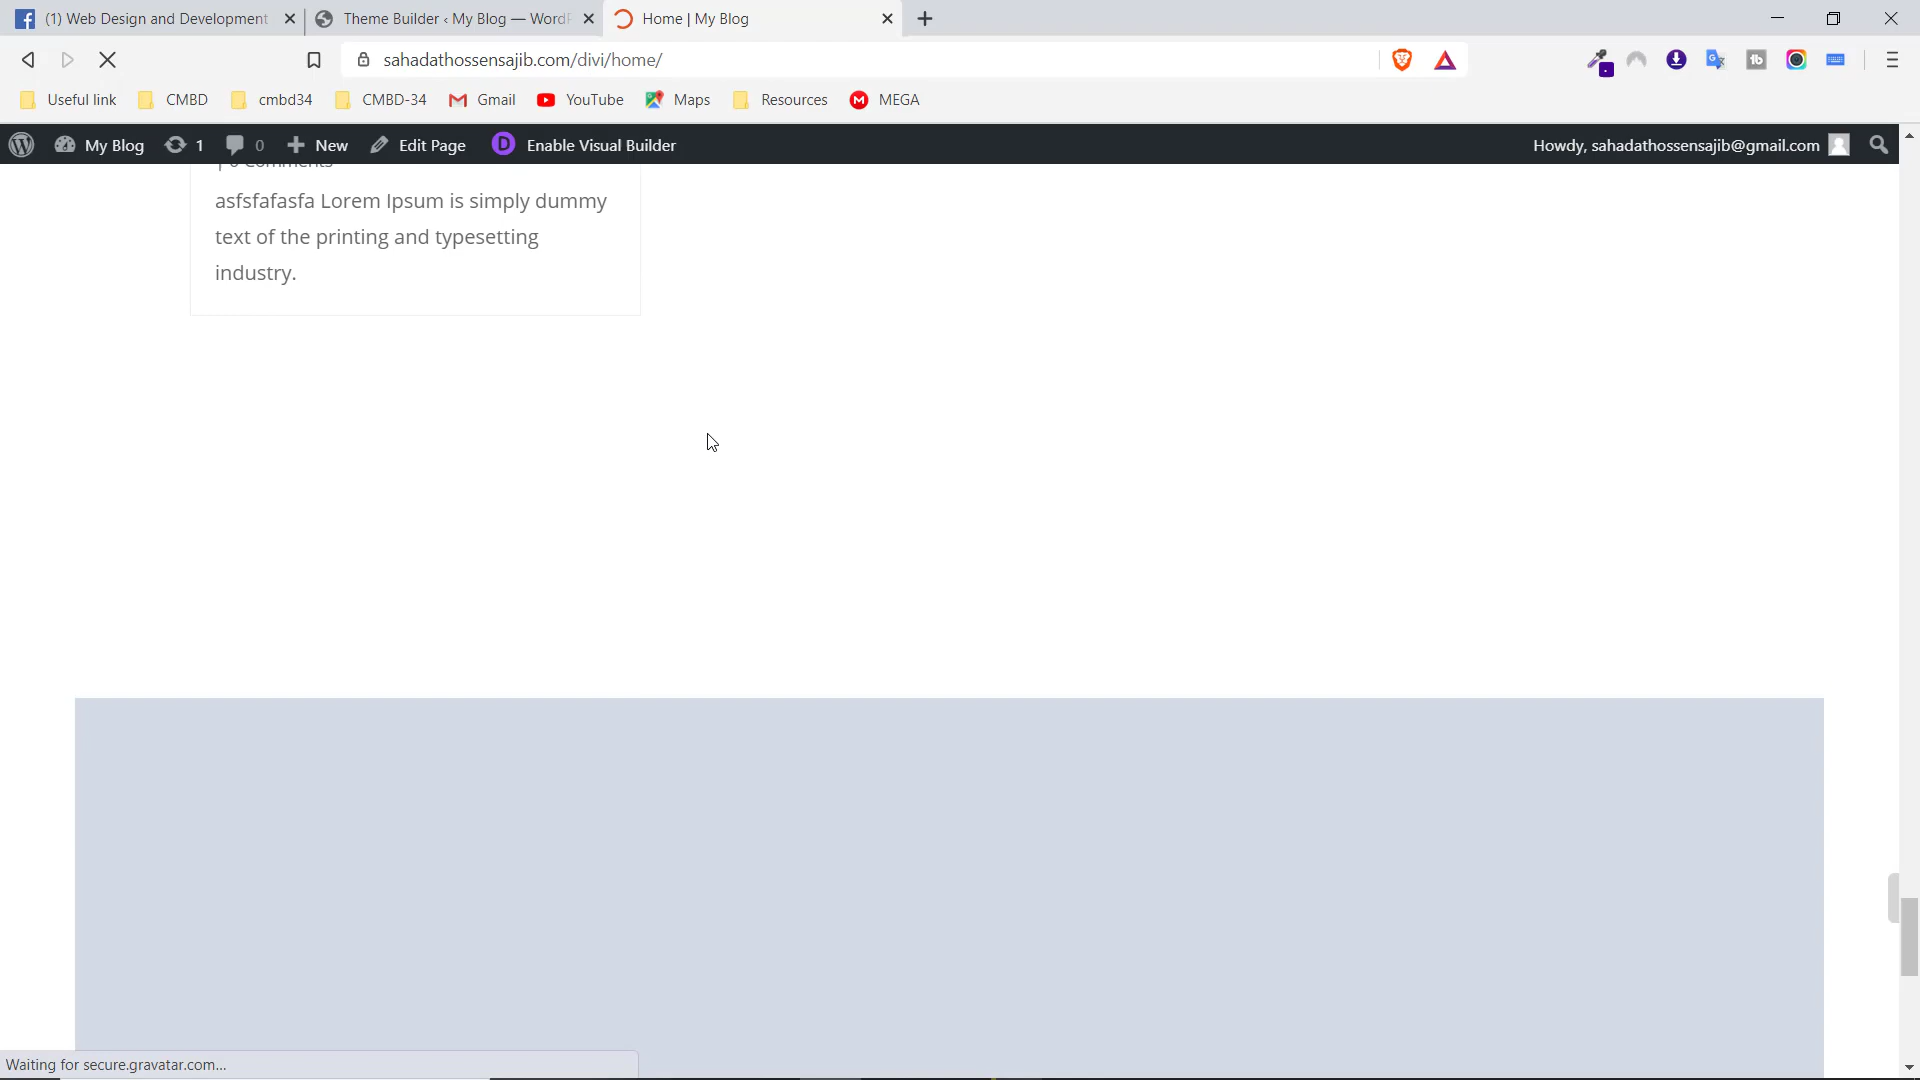 (1) Web Design and Development
Theme Builder ‹ My Blog — WordP
Home | My Blog
sahadathossensajib.com/divi/home/
Useful link
CMBD
cmbd34
CMBD-34
Gmail
YouTube
Maps
Resources
MEGA
My Blog
1
0
New
Edit Page
D
Enable Visual Builder
Howdy, sahadathossensajib@gmail.com
| 0 Comments
asfsfafasfa Lorem Ipsum is simply dummy
text of the printing and typesetting
industry.
Waiting for secure.gravatar.com...